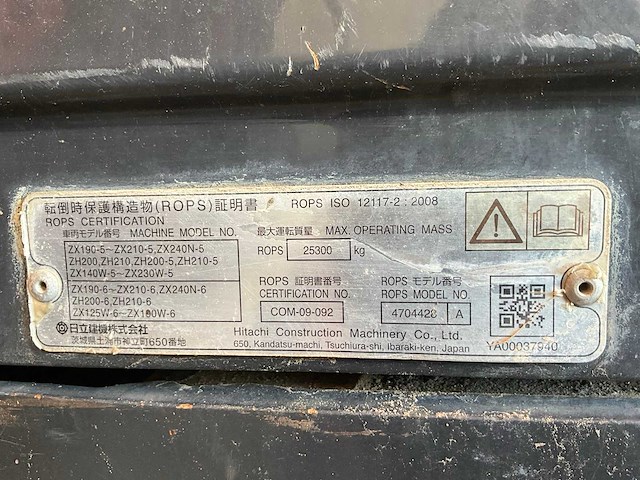 転倒時保護構造物(ROPS)証明書
ROPS ISO 12117-2 : 2008
ROPS CERTIFICATION
車両モデル番号 MACHINE MODEL NO.
最大運転質量 MAX. OPERATING MASS
ZX190-5~ZX210-5,ZX240N-5
ZH200,ZH210,ZH200-5,ZH210-5
ZX140W-5~ZX230W-5
ROPS 25300 kg
ZX190-6~ZX210-6,ZX240N-6
ZH200-6,ZH210-6
ZX125W-6~ZX180W-6
ROPS 証明書番号
CERTIFICATION NO.
COM-09-092
ROPS モデル番号
ROPS MODEL NO.
4704428 A
日立建機株式会社
茨城県土浦市神立町650番地
Hitachi Construction Machinery Co., Ltd.
650, Kandatsu-machi, Tsuchiura-shi, Ibaraki-ken, Japan
YA00037940